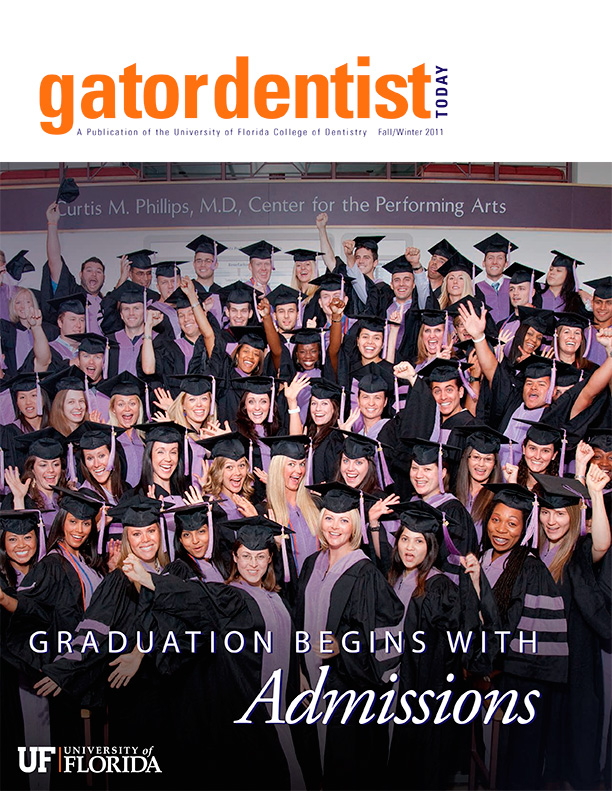 gatordentist TODAY
A Publication of the University of Florida College of Dentistry Fall/Winter 2011
Curtis M. Phillips, M.D., Center for the Performing Arts
GRADUATION BEGINS WITH
Admissions
UF UNIVERSITY of
FLORIDA